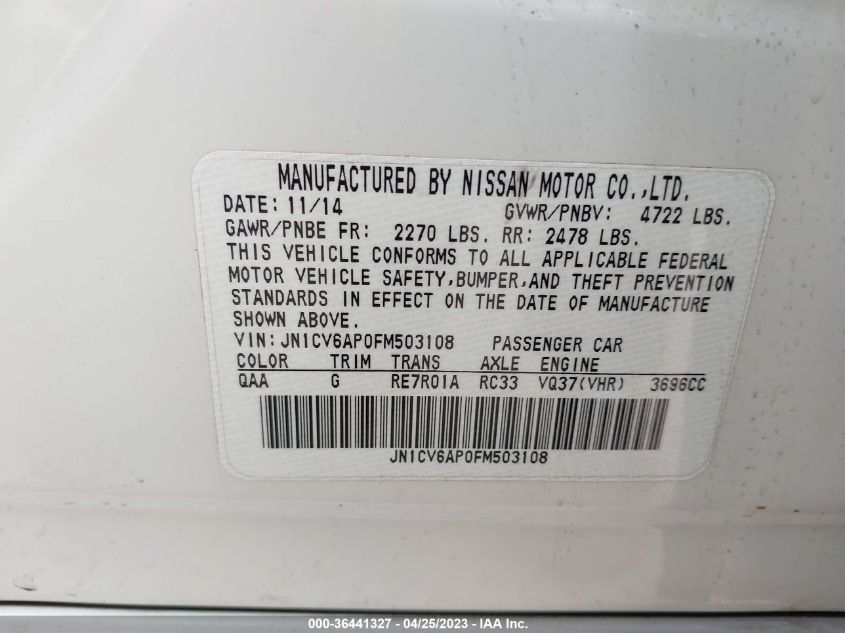 MANUFACTURED BY NISSAN MOTOR CO.,LTD.
DATE: 11/14 GVWR/PNBV: 4722 LBS.
GAWR/PNBE FR: 2270 LBS. RR: 2478 LBS.
THIS VEHICLE CONFORMS TO ALL APPLICABLE FEDERAL
MOTOR VEHICLE SAFETY,BUMPER,AND THEFT PREVENTION
STANDARDS IN EFFECT ON THE DATE OF MANUFACTURE
SHOWN ABOVE.
VIN: JN1CV6AP0FM503108 PASSENGER CAR
COLOR TRIM TRANS AXLE ENGINE
QAA G RE7R01A RC33 VQ37(VHR) 3696CC
JN1CV6AP0FM503108
000-36441327 - 04/25/2023 - IAA Inc.